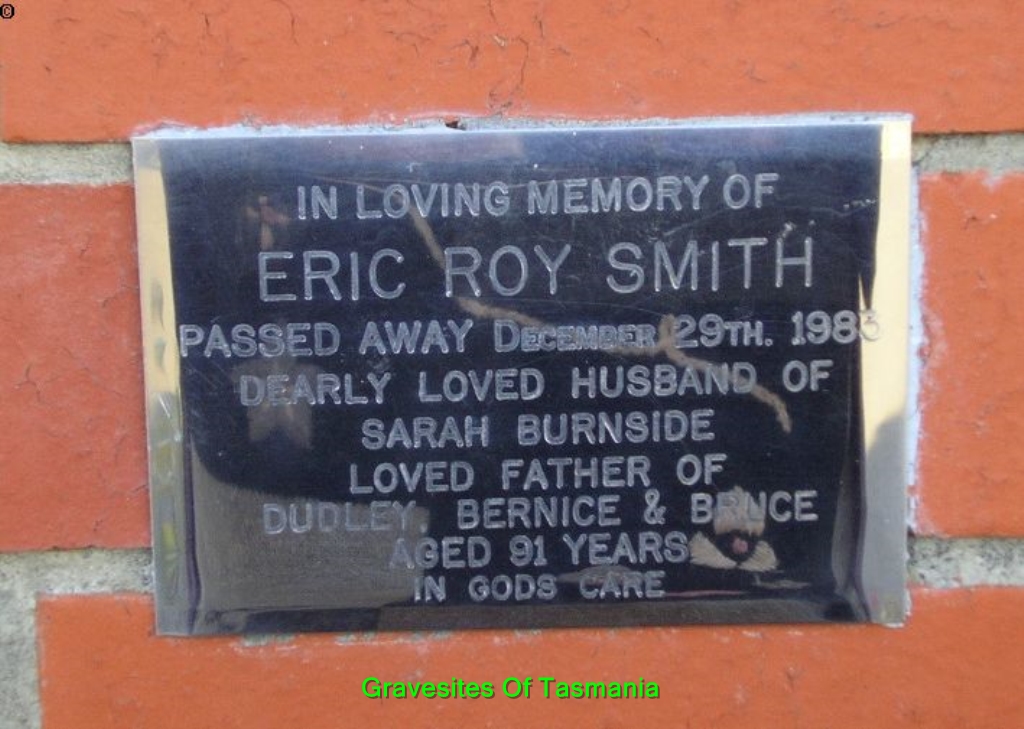 ©
IN LOVING MEMORY OF
ERIC ROY SMITH
PASSED AWAY DECEMBER 29TH. 1983
DEARLY LOVED HUSBAND OF
SARAH BURNSIDE
LOVED FATHER OF
DUDLEY, BERNICE & BRUCE
AGED 91 YEARS
IN GODS CARE
Gravesites Of Tasmania